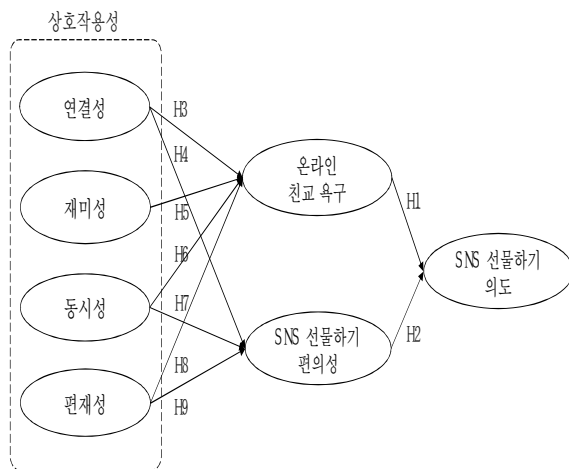 상호작용성
연결성
재미성
동시성
편재성
H3
H4
H5
H6
H7
H8
H9
온라인
친교 욕구
SNS 선물하기
편의성
H1
H2
SNS 선물하기
의도